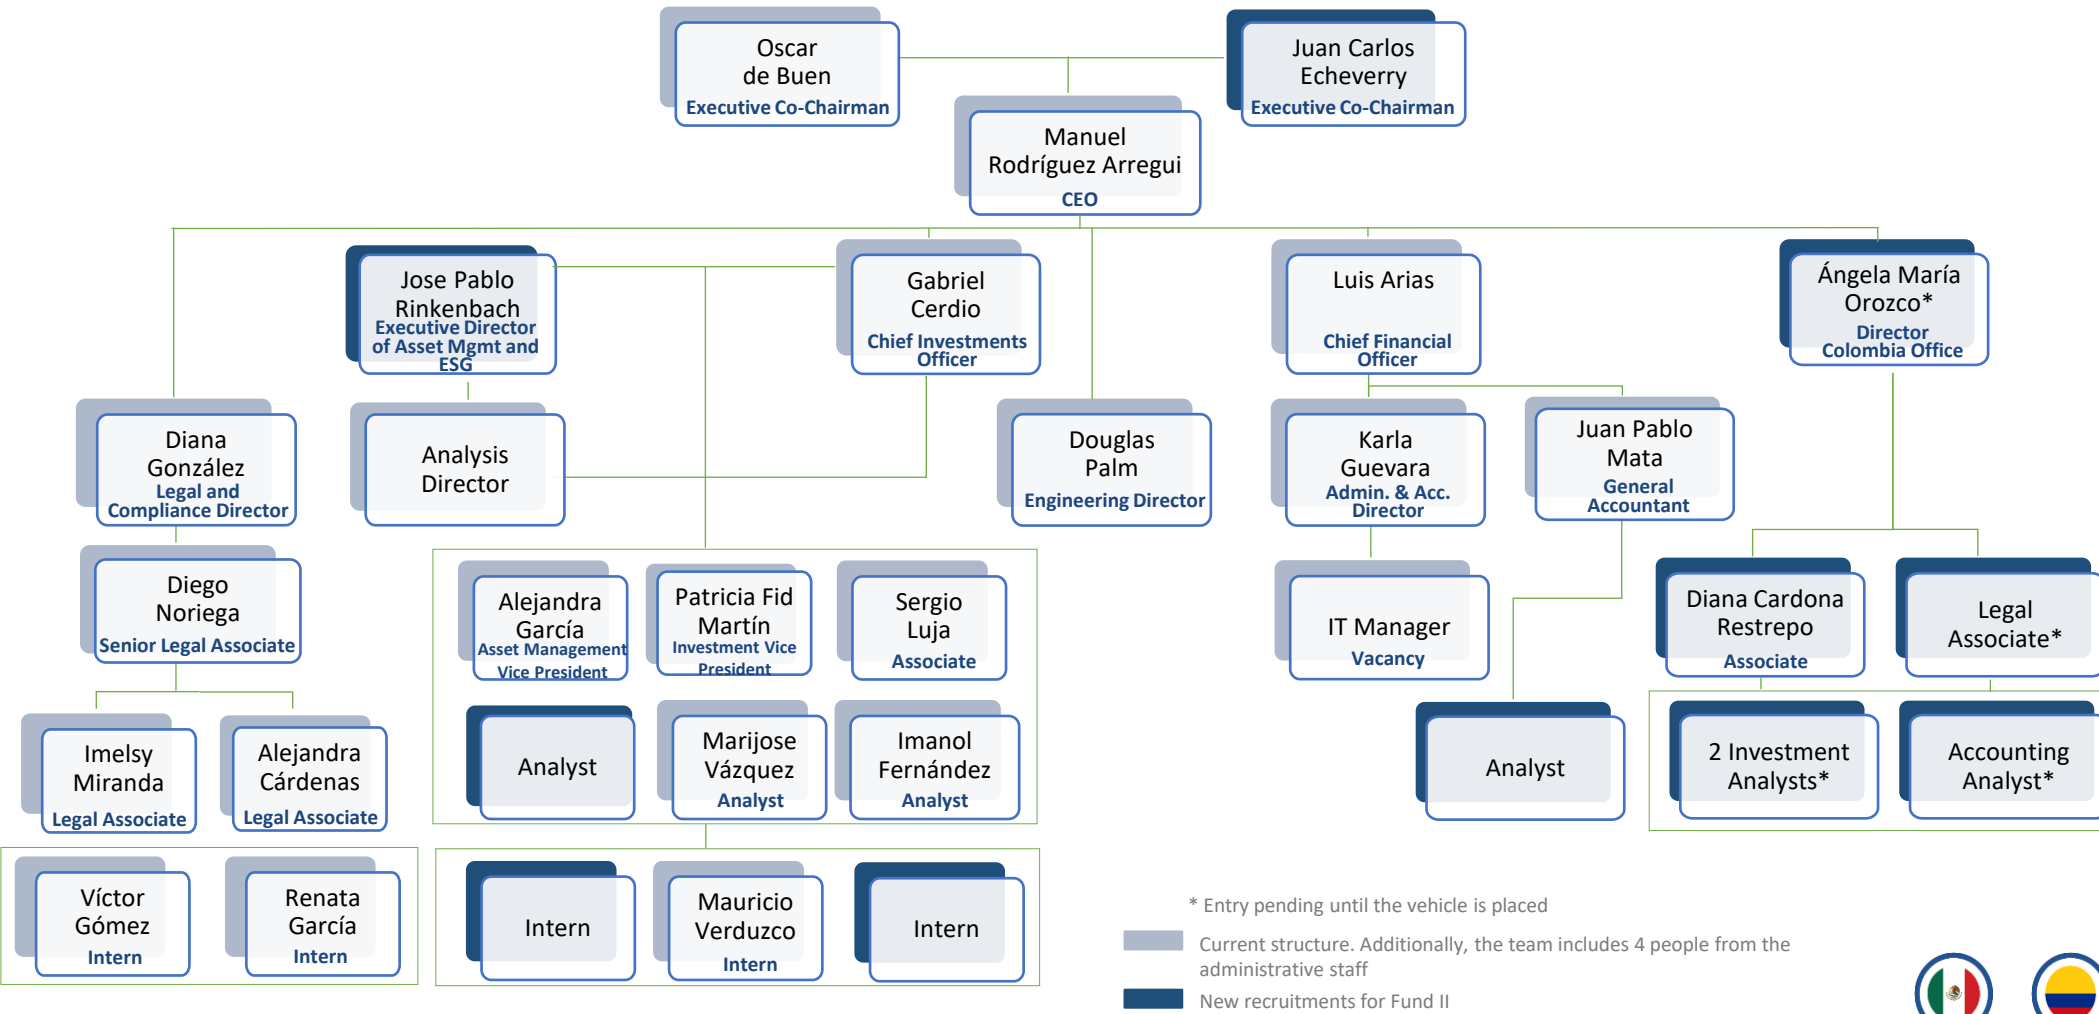 Oscar
de Buen
Executive Co-Chairman
Juan Carlos
Echeverry
Executive Co-Chairman
Manuel
Rodríguez Arregui
CEO
Jose Pablo
Rinkenbach
Executive Director
of Asset Mgmt and
ESG
Gabriel
Cerdio
Chief Investments
Officer
Luis Arias
Chief Financial
Officer
Ángela María
Orozco*
Director
Colombia Office
Diana
González
Legal and
Compliance Director
Analysis
Director
Douglas
Palm
Engineering Director
Karla
Guevara
Admin. & Acc.
Director
Juan Pablo
Mata
General
Accountant
Diego
Noriega
Senior Legal Associate
Alejandra
García
Asset Management
Vice President
Patricia Fid
Martín
Investment Vice
President
Sergio
Luja
Associate
IT Manager
Vacancy
Diana Cardona
Restrepo
Associate
Legal
Associate*
Imelsy
Miranda
Legal Associate
Alejandra
Cárdenas
Legal Associate
Analyst
Marijose
Vázquez
Analyst
Imanol
Fernández
Analyst
Analyst
2 Investment
Analysts*
Accounting
Analyst*
Víctor
Gómez
Intern
Renata
García
Intern
Intern
Mauricio
Verduzco
Intern
Intern
* Entry pending until the vehicle is placed
Current structure. Additionally, the team includes 4 people from the
administrative staff
New recruitments for Fund II